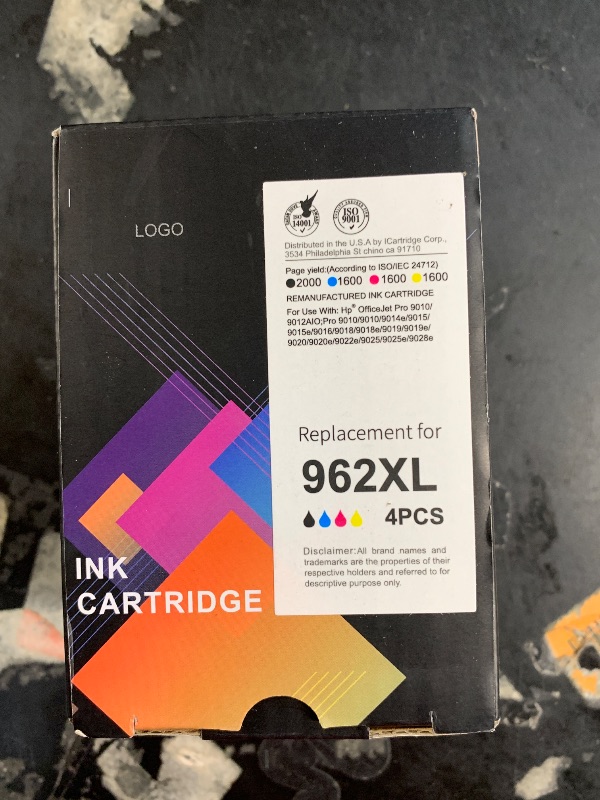 LOGO
ISO
14001
ISO
9001
Distributed in the U.S.A by ICartridge Corp.,
3534 Philadelphia St chino ca 91710
Page yield:(According to ISO/IEC 24712)
2000 1600 1600 1600
REMANUFACTURED INK CARTRIDGE
For Use With: Hp® OfficeJet Pro 9010/
9012AIO;Pro 9010/9010/9014e/9015/
9015e/9016/9018/9018e/9019/9019e/
9020/9020e/9022e/9025/9025e/9028e
Replacement for
962XL
4PCS
Disclaimer:All brand names and
trademarks are the properties of their
respective holders and referred to for
descriptive purpose only.
INK
CARTRIDGE